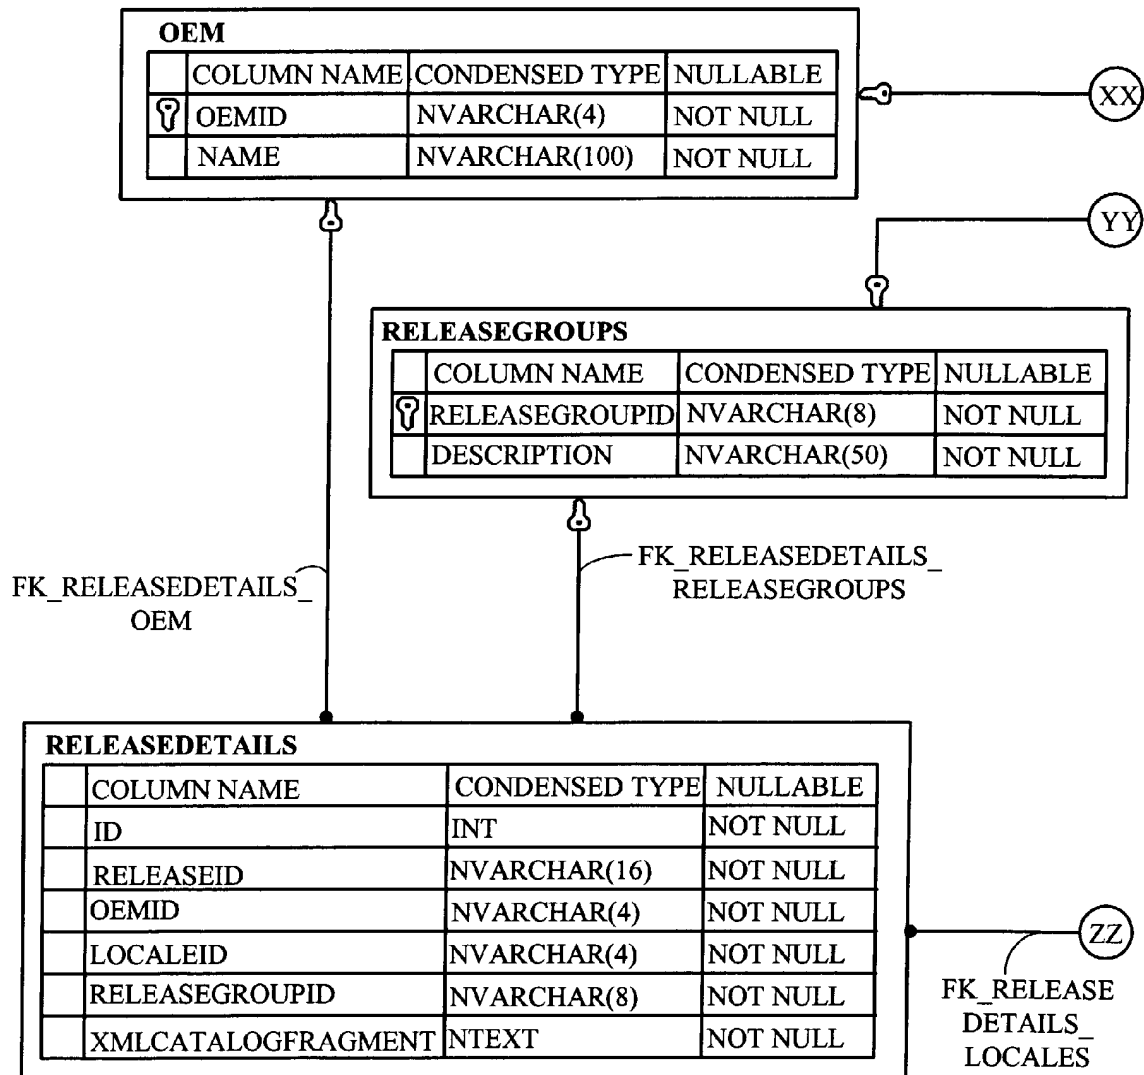 OEM
COLUMN NAME CONDENSED TYPE NULLABLE
OEMID NVARCHAR(4) NOT NULL
NAME NVARCHAR(100) NOT NULL
XX
YY
RELEASEGROUPS
COLUMN NAME CONDENSED TYPE NULLABLE
RELEASEGROUPID NVARCHAR(8) NOT NULL
DESCRIPTION NVARCHAR(50) NOT NULL
FK_RELEASEDETAILS_
OEM
FK_RELEASEDETAILS_
RELEASEGROUPS
RELEASEDETAILS
COLUMN NAME CONDENSED TYPE NULLABLE
ID INT NOT NULL
RELEASEID NVARCHAR(16) NOT NULL
OEMID NVARCHAR(4) NOT NULL
LOCALEID NVARCHAR(4) NOT NULL
RELEASEGROUPID NVARCHAR(8) NOT NULL
XMLCATALOGFRAGMENT NTEXT NOT NULL
ZZ
FK_RELEASE
DETAILS_
LOCALES